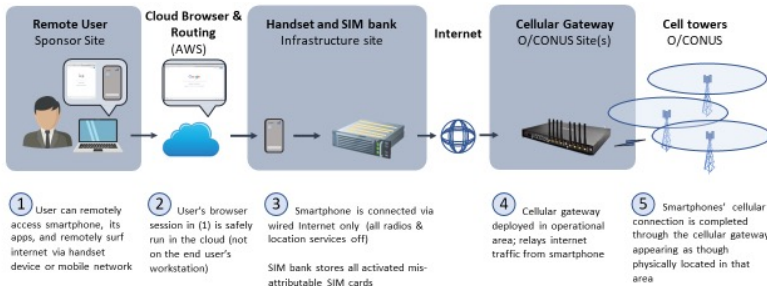 Remote User
Sponsor Site
Cloud Browser &
Routing
(AWS)
Handset and SIM bank
Infrastructure site
Internet
Cellular Gateway
O/CONUS Site(s)
Cell towers
O/CONUS
1 User can remotely
access smartphone, its
apps, and remotely surf
internet via handset
device or mobile network
2 User's browser
session in (1) is safely
run in the cloud (not
on the end user's
workstation)
3 Smartphone is connected via
wired Internet only (all radios &
location services off)
SIM bank stores all activated mis-
attributable SIM cards
4 Cellular gateway
deployed in operational
area; relays internet
traffic from smartphone
5 Smartphones' cellular
connection is completed
through the cellular gateway
appearing as though
physically located in that
area